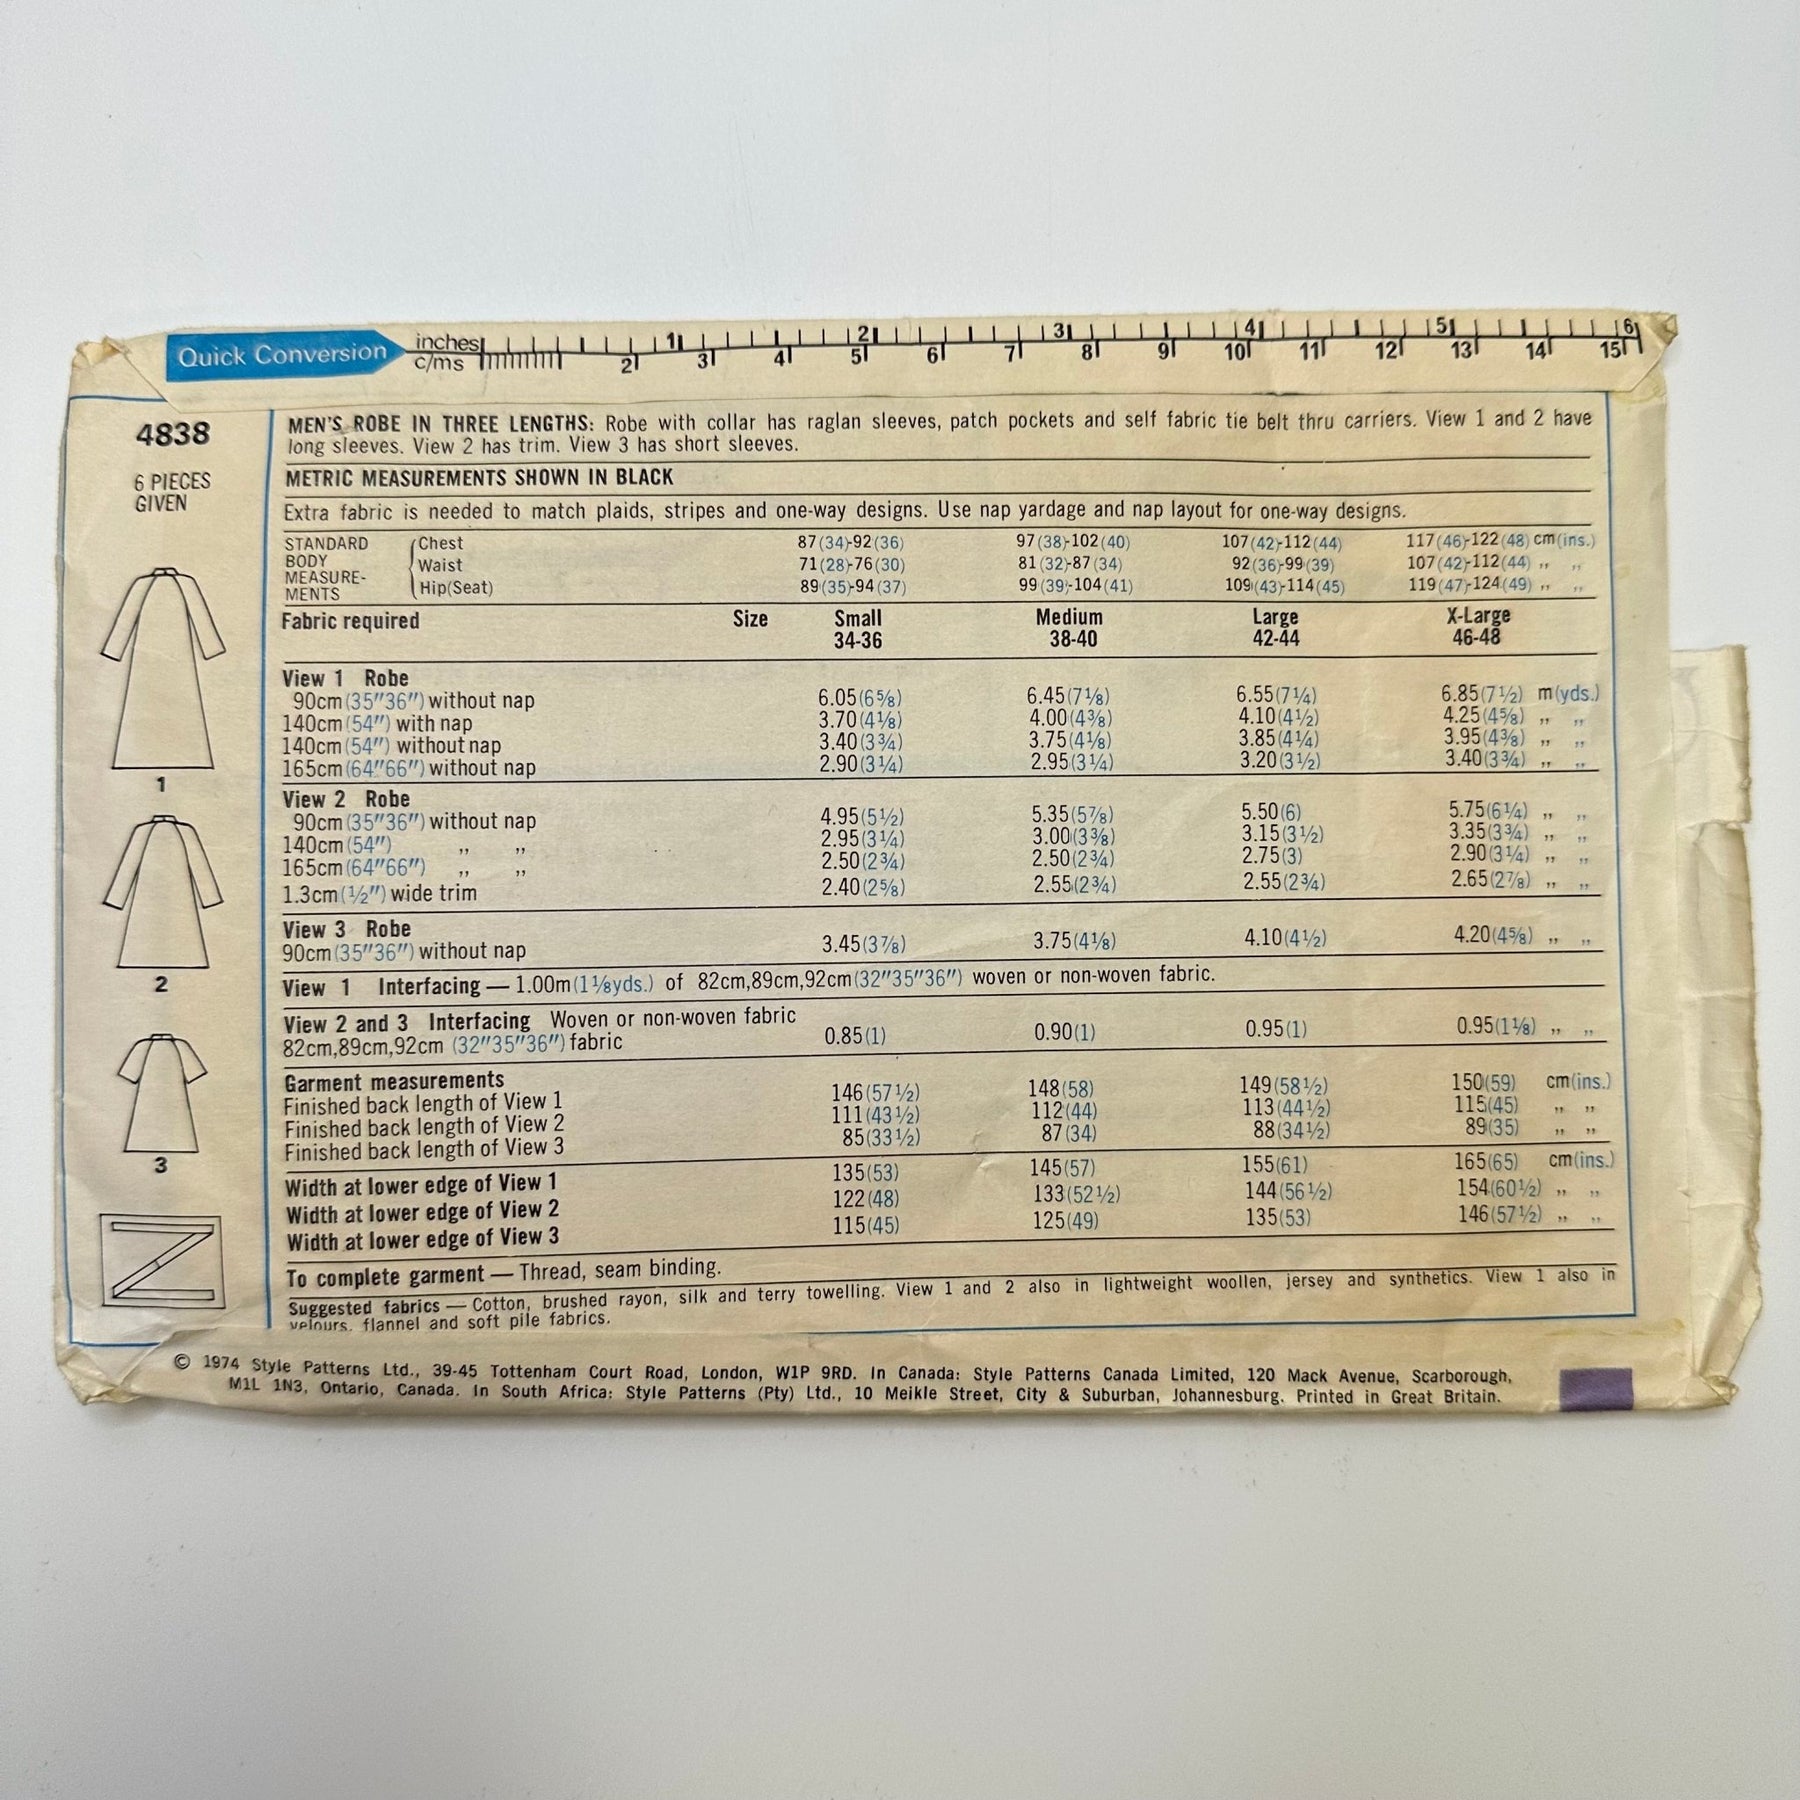 Quick Conversion inches 1 2 3 4 5 6
c/ms 2 3 4 5 6 7 8 9 10 11 12 13 14 15
4838
6 PIECES
GIVEN
1
2
3
MEN'S ROBE IN THREE LENGTHS: Robe with collar has raglan sleeves, patch pockets and self fabric tie belt thru carriers. View 1 and 2 have
long sleeves. View 2 has trim. View 3 has short sleeves.
METRIC MEASUREMENTS SHOWN IN BLACK
Extra fabric is needed to match plaids, stripes and one-way designs. Use nap yardage and nap layout for one-way designs.
STANDARD BODY MEASURE-MENTS
Chest 87(34)-92(36) 97(38)-102(40) 107(42)-112(44) 117(46)-122(48) cm(ins.)
Waist 71(28)-76(30) 81(32)-87(34) 92(36)-99(39) 107(42)-112(44) ,, ,,
Hip(Seat) 89(35)-94(37) 99(39)-104(41) 109(43)-114(45) 119(47)-124(49) ,, ,,
Fabric required Size Small Medium Large X-Large
34-36 38-40 42-44 46-48
View 1 Robe
90cm(35"36") without nap 6.05(6⅝) 6.45(7⅛) 6.55(7¼) 6.85(7½) m(yds.)
140cm(54") with nap 3.70(4⅛) 4.00(4⅜) 4.10(4½) 4.25(4⅝) ,, ,,
140cm(54") without nap 3.40(3¾) 3.75(4⅛) 3.85(4¼) 3.95(4⅜) ,, ,,
165cm(64"66") without nap 2.90(3¼) 2.95(3¼) 3.20(3½) 3.40(3¾) ,, ,,
View 2 Robe
90cm(35"36") without nap 4.95(5½) 5.35(5⅞) 5.50(6) 5.75(6¼) ,, ,,
140cm(54") ,, ,, 2.95(3¼) 3.00(3⅜) 3.15(3½) 3.35(3¾) ,, ,,
165cm(64"66") ,, ,, 2.50(2¾) 2.50(2¾) 2.75(3) 2.90(3¼) ,, ,,
1.3cm(½") wide trim 2.40(2⅝) 2.55(2¾) 2.55(2¾) 2.65(2⅞) ,, ,,
View 3 Robe
90cm(35"36") without nap 3.45(3⅞) 3.75(4⅛) 4.10(4½) 4.20(4⅝) ,, ,,
View 1 Interfacing — 1.00m(1⅛yds.) of 82cm,89cm,92cm(32"35"36") woven or non-woven fabric.
View 2 and 3 Interfacing Woven or non-woven fabric
82cm,89cm,92cm (32"35"36") fabric 0.85(1) 0.90(1) 0.95(1) 0.95(1⅛) ,, ,,
Garment measurements
Finished back length of View 1 146(57½) 148(58) 149(58½) 150(59) cm(ins.)
Finished back length of View 2 111(43½) 112(44) 113(44½) 115(45) ,, ,,
Finished back length of View 3 85(33½) 87(34) 88(34½) 89(35) ,, ,,
Width at lower edge of View 1 135(53) 145(57) 155(61) 165(65) cm(ins.)
Width at lower edge of View 2 122(48) 133(52½) 144(56½) 154(60½) ,, ,,
Width at lower edge of View 3 115(45) 125(49) 135(53) 146(57½) ,, ,,
To complete garment — Thread, seam binding.
Suggested fabrics — Cotton, brushed rayon, silk and terry towelling. View 1 and 2 also in lightweight woollen, jersey and synthetics. View 1 also in
velours, flannel and soft pile fabrics.
© 1974 Style Patterns Ltd., 39-45 Tottenham Court Road, London, W1P 9RD. In Canada: Style Patterns Canada Limited, 120 Mack Avenue, Scarborough,
M1L 1N3, Ontario, Canada. In South Africa: Style Patterns (Pty) Ltd., 10 Meikle Street, City & Suburban, Johannesburg. Printed in Great Britain.